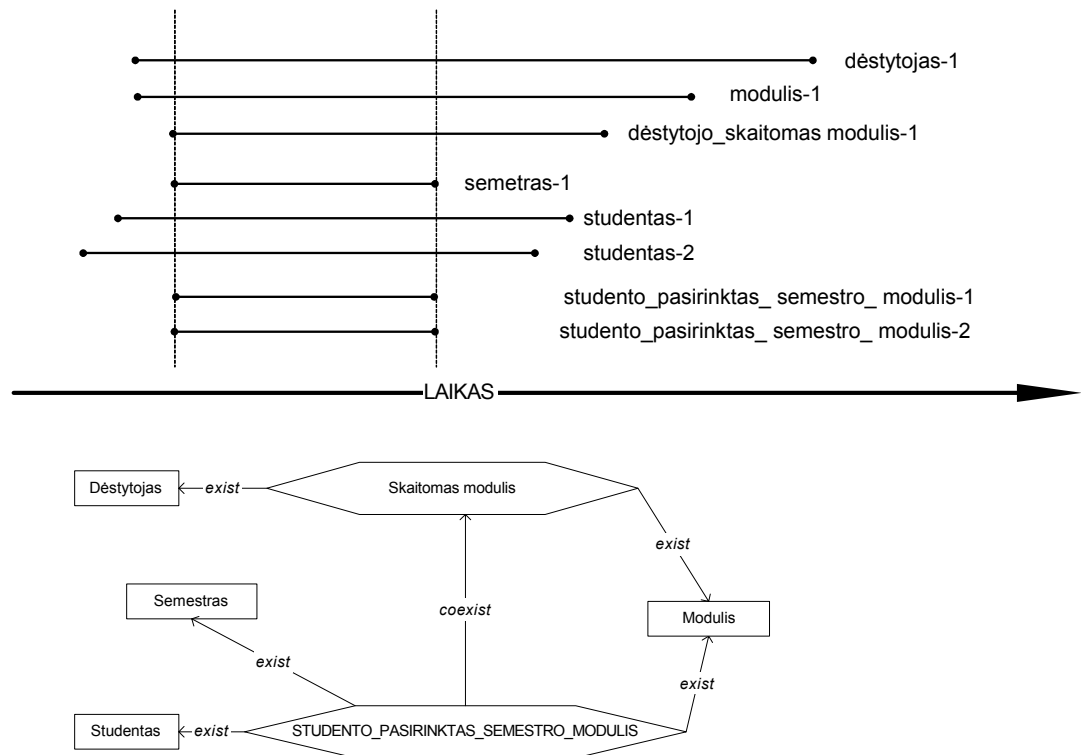 dėstytojas-1
modulis-1
dėstytojo_skaitomas modulis-1
semetras-1
studentas-1
studentas-2
studento_pasirinktas_ semestro_ modulis-1
studento_pasirinktas_ semestro_ modulis-2
LAIKAS
Dėstytojas
exist
Skaitomas modulis
exist
Semestras
coexist
Modulis
exist
exist
Studentas
exist
STUDENTO_PASIRINKTAS_SEMESTRO_MODULIS